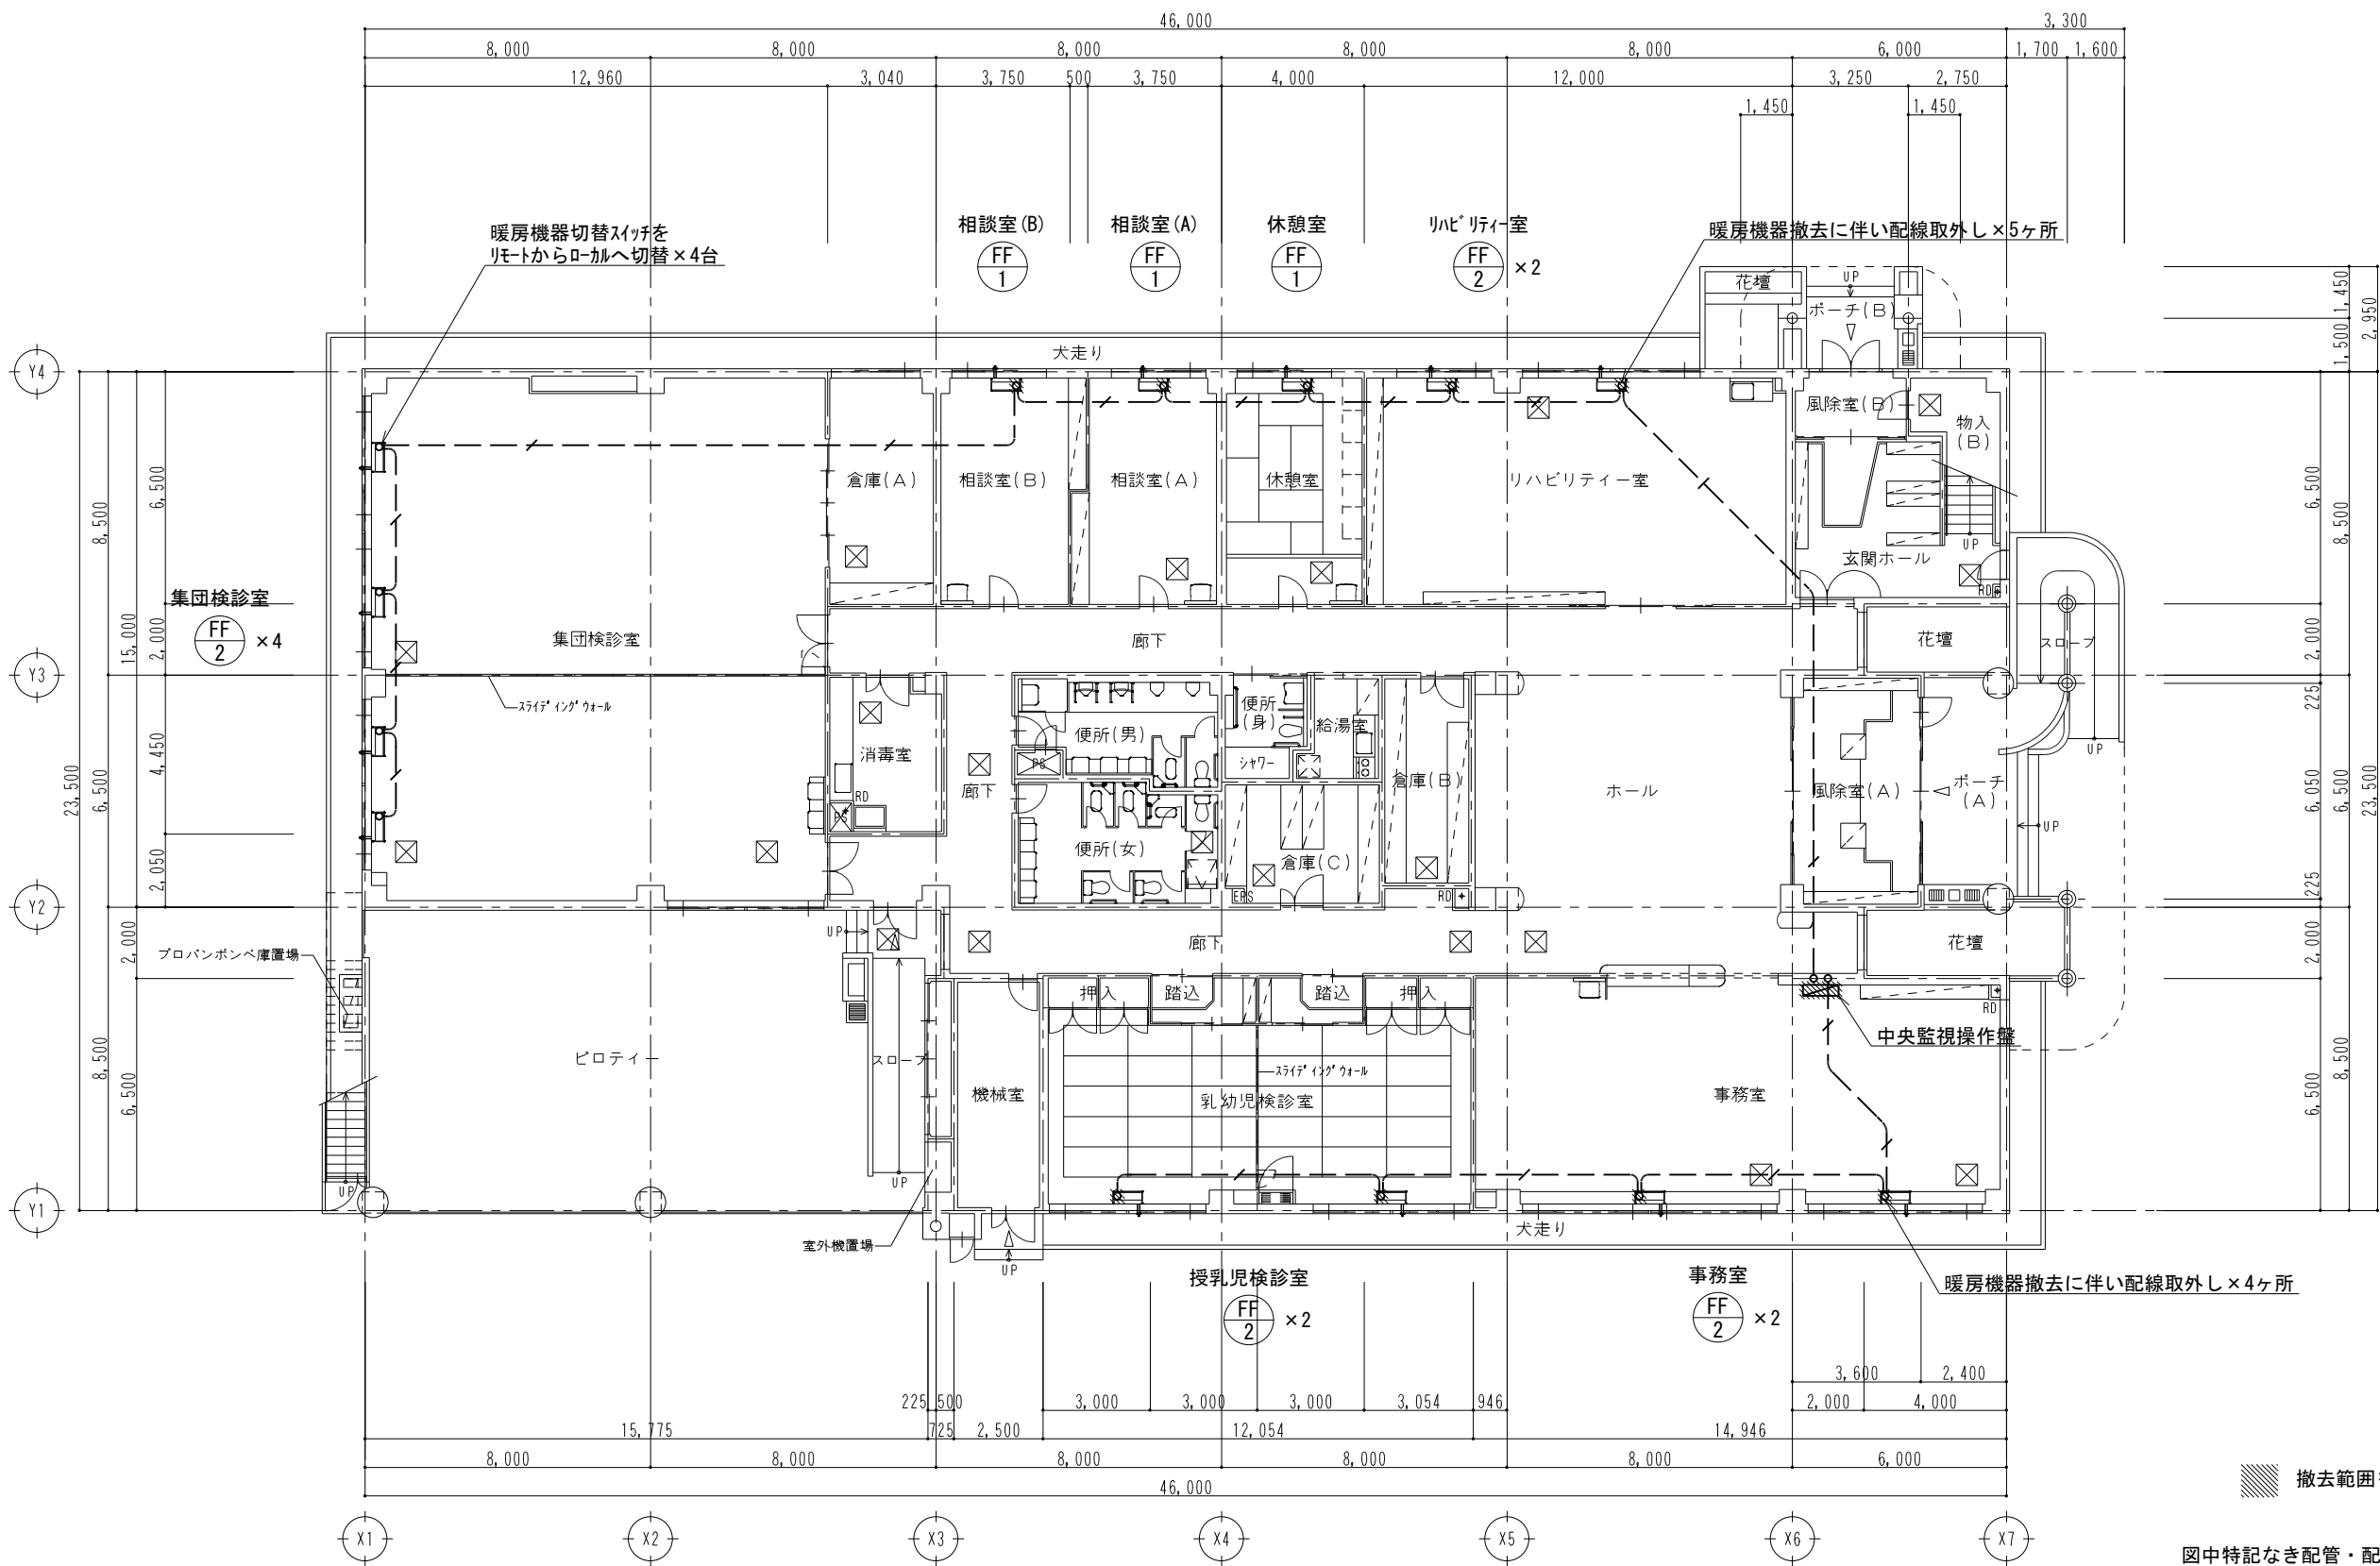 46,000
3,300
8,000
8,000
8,000
8,000
8,000
6,000
1,700
1,600
12,960
3,040
3,750
500
3,750
4,000
12,000
3,250
2,750
1,450
1,450
暖房機器切替スイッチを
リモートからローカルへ切替×4台
相談室(B)
FF
1
相談室(A)
FF
1
休憩室
FF
1
リハビリティー室
FF
2
×2
暖房機器撤去に伴い配線取外し×5ヶ所
花壇
UP
ポーチ(B)
犬走り
1,450
1,500
2,950
Y4
風除室(B)
物入
(B)
倉庫(A)
相談室(B)
相談室(A)
休憩室
リハビリティー室
UP
玄関ホール
RD
6,500
8,500
6,500
8,500
集団検診室
FF
2
×4
集団検診室
廊下
花壇
スロープ
15,000
2,000
2,000
Y3
スライディングウォール
消毒室
便所(男)
便所
(身)
給湯室
225
UP
PS
シャワー
4,450
倉庫(B)
廊下
ホール
風除室(A)
ポーチ
(A)
23,500
6,500
6,050
6,500
23,500
RD
PS
UP
便所(女)
倉庫(C)
2,050
EPS
RD
225
Y2
UP
廊下
花壇
2,000
プロパンボンベ庫置場
2,000
押入
踏込
踏込
押入
RD
中央監視操作盤
ピロティー
スロープ
スライディングウォール
機械室
乳幼児検診室
事務室
8,500
6,500
6,500
8,500
UP
UP
Y1
室外機置場
UP
犬走り
授乳児検診室
FF
2
×2
事務室
FF
2
×2
暖房機器撤去に伴い配線取外し×4ヶ所
3,600
2,400
225
500
3,000
3,000
3,000
3,054
946
2,000
4,000
15,775
725
2,500
12,054
14,946
8,000
8,000
8,000
8,000
8,000
6,000
46,000
撤去範囲
X1
X2
X3
X4
X5
X6
X7
図中特記なき配管・配